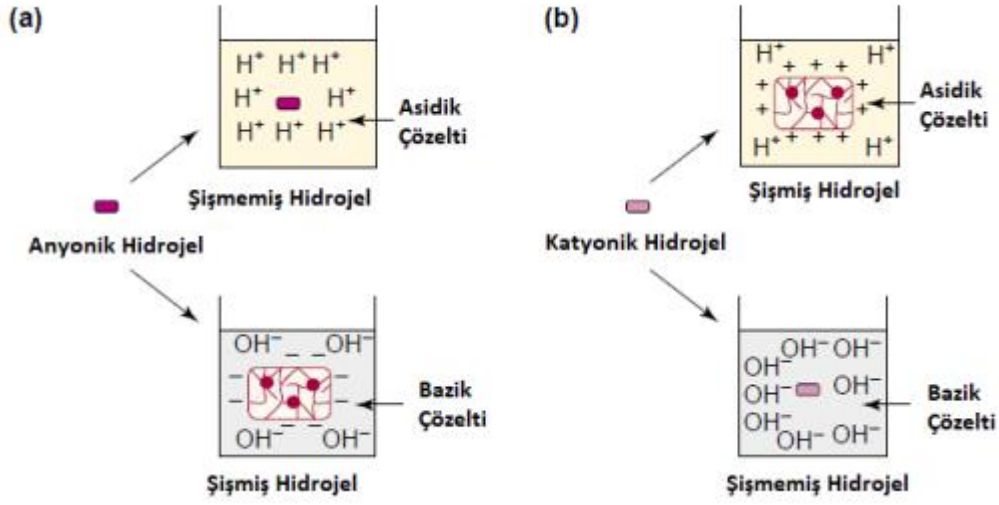 (a)
H⁺ H⁺ H⁺
H⁺ H⁺
H⁺ H⁺ H⁺
Asidik
Çözelti
Şişmemiş Hidrojel
Anyonik Hidrojel
OH⁻ _ _ OH⁻
_ _
_ _
_ _
OH⁻ OH⁻
Bazik
Çözelti
Şişmiş Hidrojel
(b)
H⁺ H⁺
+ + +
+ +
+ +
+ + + +
H⁺ H⁺
Asidik
Çözelti
Şişmiş Hidrojel
Katyonik Hidrojel
OH⁻ OH⁻
OH⁻
OH⁻ OH⁻
OH⁻
OH⁻ OH⁻
Bazik
Çözelti
Şişmemiş Hidrojel